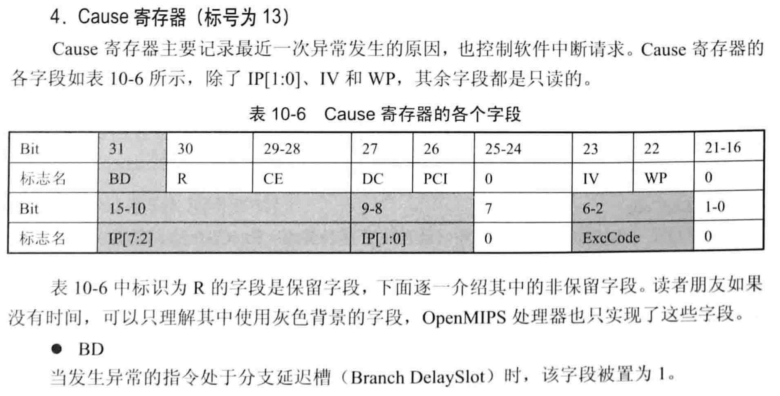 4．Cause 寄存器（标号为 13）
Cause 寄存器主要记录最近一次异常发生的原因，也控制软件中断请求。Cause 寄存器的
各字段如表 10-6 所示，除了 IP[1:0]、IV 和 WP，其余字段都是只读的。
表 10-6 Cause 寄存器的各个字段
Bit 31 30 29-28 27 26 25-24 23 22 21-16
标志名 BD R CE DC PCI 0 IV WP 0
Bit 15-10 9-8 7 6-2 1-0
标志名 IP[7:2] IP[1:0] 0 ExcCode 0
表 10-6 中标识为 R 的字段是保留字段，下面逐一介绍其中的非保留字段。读者朋友如果
没有时间，可以只理解其中使用灰色背景的字段，OpenMIPS 处理器也只实现了这些字段。
● BD
当发生异常的指令处于分支延迟槽（Branch DelaySlot）时，该字段被置为 1。